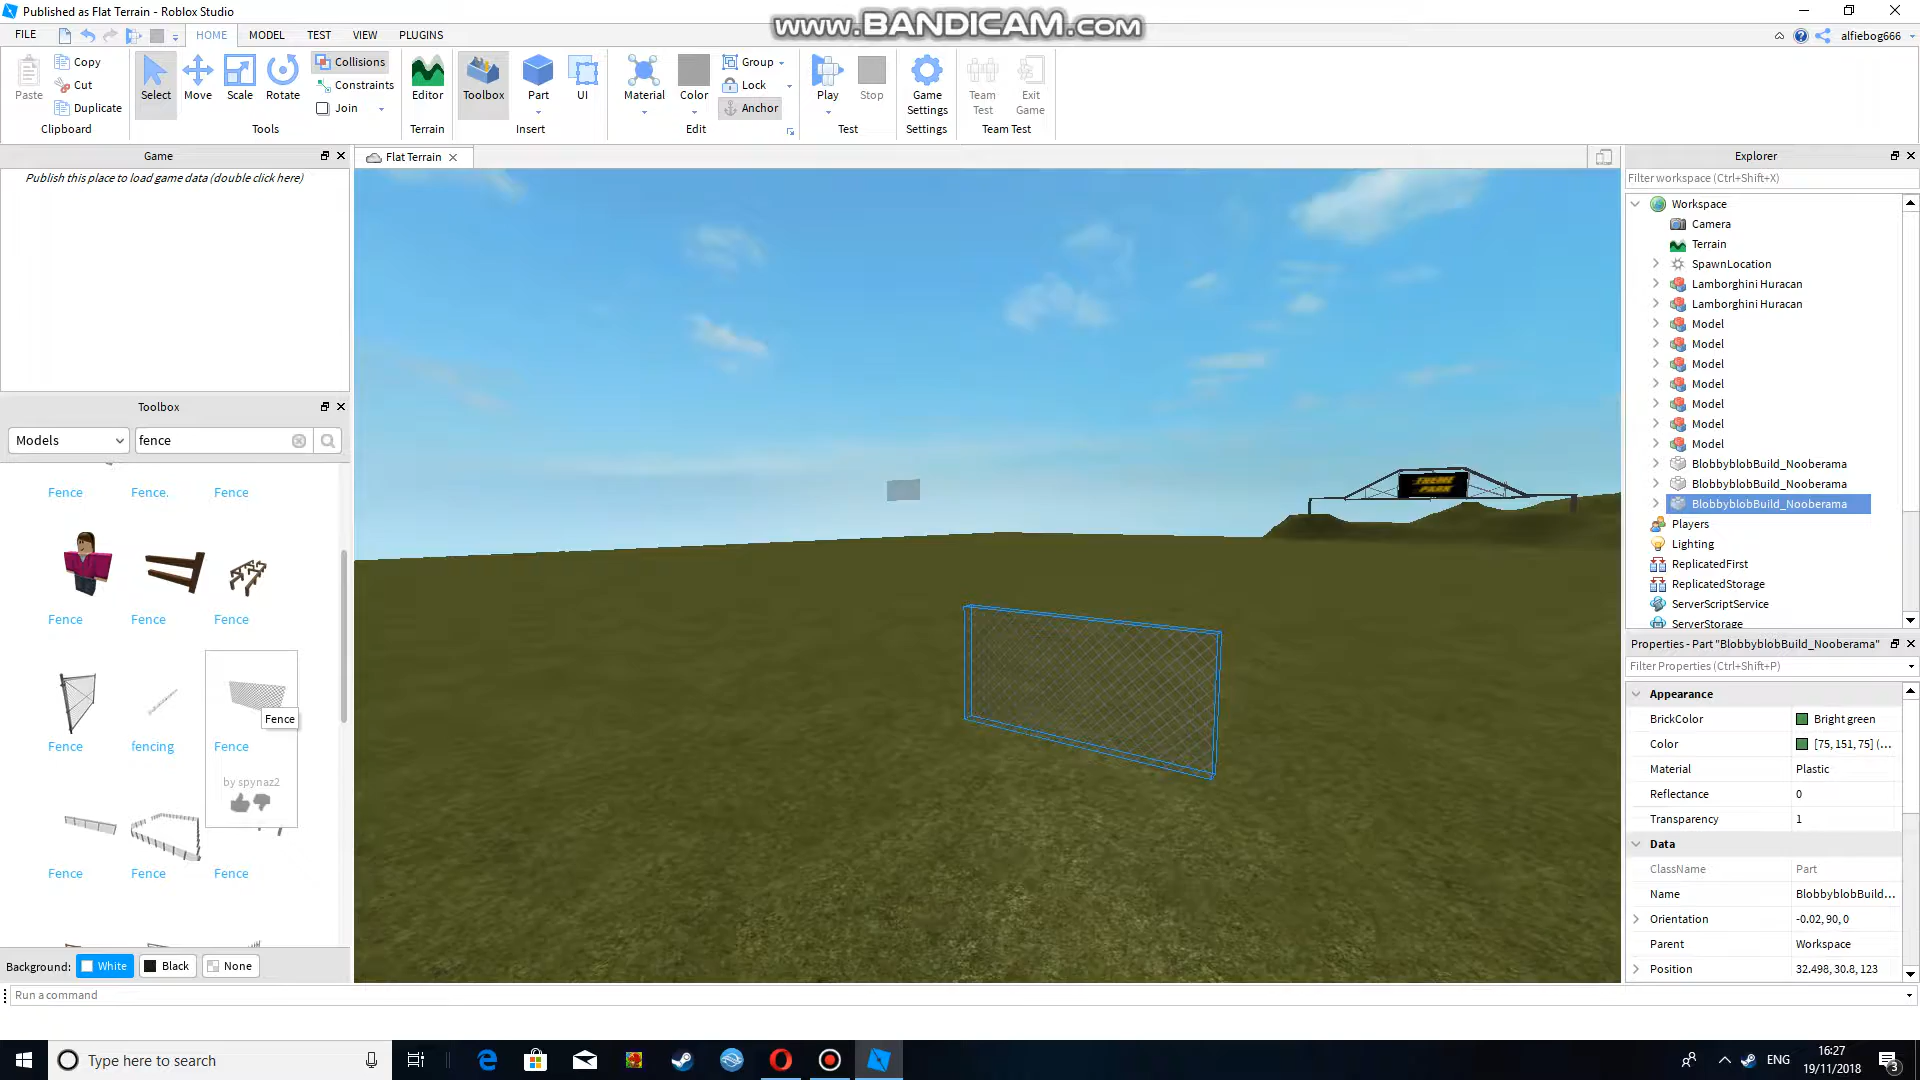 Published as Flat Terrain - Roblox Studio
www.BANDICAM.com
FILE
HOME
MODEL
TEST
VIEW
PLUGINS
alfiebog666
Paste
Copy
Cut
Duplicate
Clipboard
Select
Move
Scale
Rotate
Collisions
Constraints
Join
Tools
Editor
Terrain
Toolbox
Part
UI
Insert
Material
Color
Group
Lock
Anchor
Edit
Play
Stop
Test
Game
Settings
Settings
Team
Test
Exit
Game
Team Test
Game
Publish this place to load game data (double click here)
Toolbox
Models
fence
Fence
Fence.
Fence
Fence
Fence
Fence
Fence
fencing
Fence
Fence
by spynaz2
Fence
Fence
Fence
Background:
White
Black
None
Run a command
Flat Terrain
THEME
PARK
Explorer
Filter workspace (Ctrl+Shift+X)
Workspace
Camera
Terrain
SpawnLocation
Lamborghini Huracan
Lamborghini Huracan
Model
Model
Model
Model
Model
Model
Model
BlobbyblobBuild_Nooberama
BlobbyblobBuild_Nooberama
BlobbyblobBuild_Nooberama
Players
Lighting
ReplicatedFirst
ReplicatedStorage
ServerScriptService
ServerStorage
Properties - Part "BlobbyblobBuild_Nooberama"
Filter Properties (Ctrl+Shift+P)
Appearance
BrickColor Bright green
Color [75, 151, 75] (...
Material Plastic
Reflectance 0
Transparency 1
Data
ClassName Part
Name BlobbyblobBuild...
Orientation -0.02, 90, 0
Parent Workspace
Position 32.498, 30.8, 123
Type here to search
ENG
16:27
19/11/2018
3